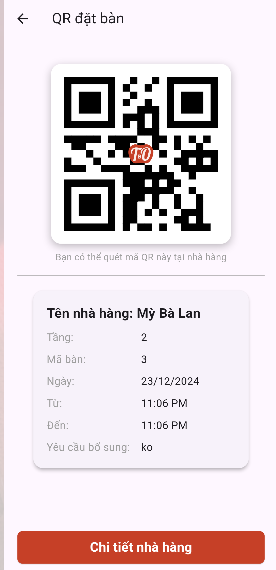 QR đặt bàn
T&O
Bạn có thể quét mã QR này tại nhà hàng
Tên nhà hàng: Mỳ Bà Lan
Tầng: 2
Mã bàn: 3
Ngày: 23/12/2024
Từ: 11:06 PM
Đến: 11:06 PM
Yêu cầu bổ sung: ko
Chi tiết nhà hàng